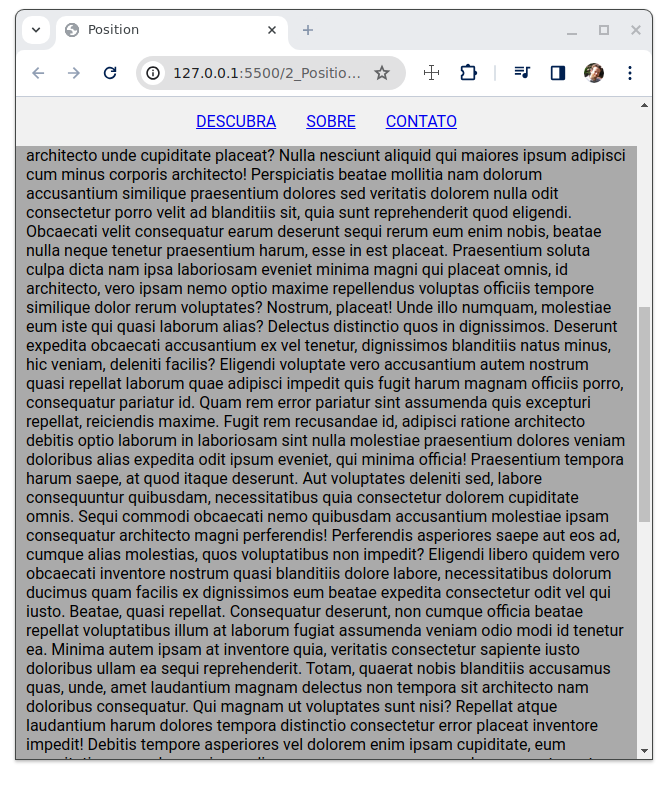 Position
127.0.0.1:5500/2_Positio...
DESCUBRA SOBRE CONTATO
architecto unde cupiditate placeat? Nulla nesciunt aliquid qui maiores ipsum adipisci
cum minus corporis architecto! Perspiciatis beatae mollitia nam dolorum
accusantium similique praesentium dolores sed veritatis dolorem nulla odit
consectetur porro velit ad blanditiis sit, quia sunt reprehenderit quod eligendi.
Obcaecati velit consequatur earum deserunt sequi rerum eum enim nobis, beatae
nulla neque tenetur praesentium harum, esse in est placeat. Praesentium soluta
culpa dicta nam ipsa laboriosam eveniet minima magni qui placeat omnis, id
architecto, vero ipsam nemo optio maxime repellendus voluptas officiis tempore
similique dolor rerum voluptates? Nostrum, placeat! Unde illo numquam, molestiae
eum iste qui quasi laborum alias? Delectus distinctio quos in dignissimos. Deserunt
expedita obcaecati accusantium ex vel tenetur, dignissimos blanditiis natus minus,
hic veniam, deleniti facilis? Eligendi voluptate vero accusantium autem nostrum
quasi repellat laborum quae adipisci impedit quis fugit harum magnam officiis porro,
consequatur pariatur id. Quam rem error pariatur sint assumenda quis excepturi
repellat, reiciendis maxime. Fugit rem recusandae id, adipisci ratione architecto
debitis optio laborum in laboriosam sint nulla molestiae praesentium dolores veniam
doloribus alias expedita odit ipsum eveniet, qui minima officia! Praesentium tempora
harum saepe, at quod itaque deserunt. Aut voluptates deleniti sed, labore
consequuntur quibusdam, necessitatibus quia consectetur dolorem cupiditate
omnis. Sequi commodi obcaecati nemo quibusdam accusantium molestiae ipsam
consequatur architecto magni perferendis! Perferendis asperiores saepe aut eos ad,
cumque alias molestias, quos voluptatibus non impedit? Eligendi libero quidem vero
obcaecati inventore nostrum quasi blanditiis dolore labore, necessitatibus dolorum
ducimus quam facilis ex dignissimos eum beatae expedita consectetur odit vel qui
iusto. Beatae, quasi repellat. Consequatur deserunt, non cumque officia beatae
repellat voluptatibus illum at laborum fugiat assumenda veniam odio modi id tenetur
ea. Minima autem ipsam at inventore quia, veritatis consectetur sapiente iusto
doloribus ullam ea sequi reprehenderit. Totam, quaerat nobis blanditiis accusamus
quas, unde, amet laudantium magnam delectus non tempora sit architecto nam
doloribus consequatur. Qui magnam ut voluptates sunt nisi? Repellat atque
laudantium harum dolores tempora distinctio consectetur error placeat inventore
impedit! Debitis tempore asperiores vel dolorem enim ipsam cupiditate, eum